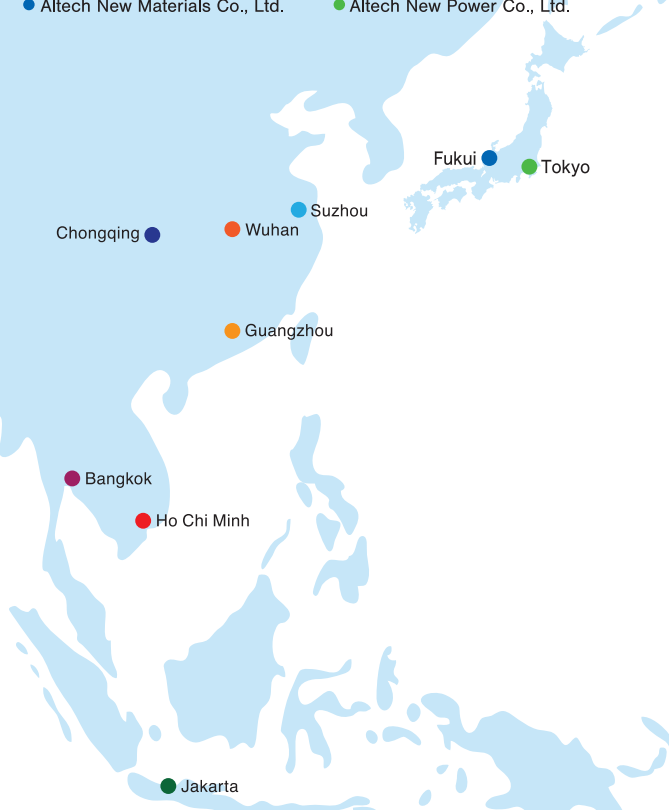 Altech New Materials Co., Ltd.
Altech New Power Co., Ltd.
Fukui
Tokyo
Suzhou
Chongqing
Wuhan
Guangzhou
Bangkok
Ho Chi Minh
Jakarta